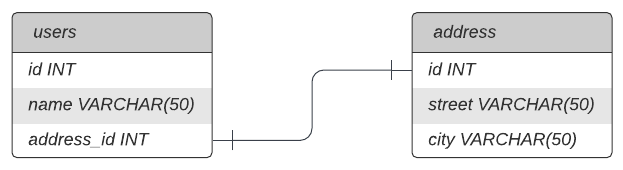 users
id INT
name VARCHAR(50)
address_id INT
address
id INT
street VARCHAR(50)
city VARCHAR(50)